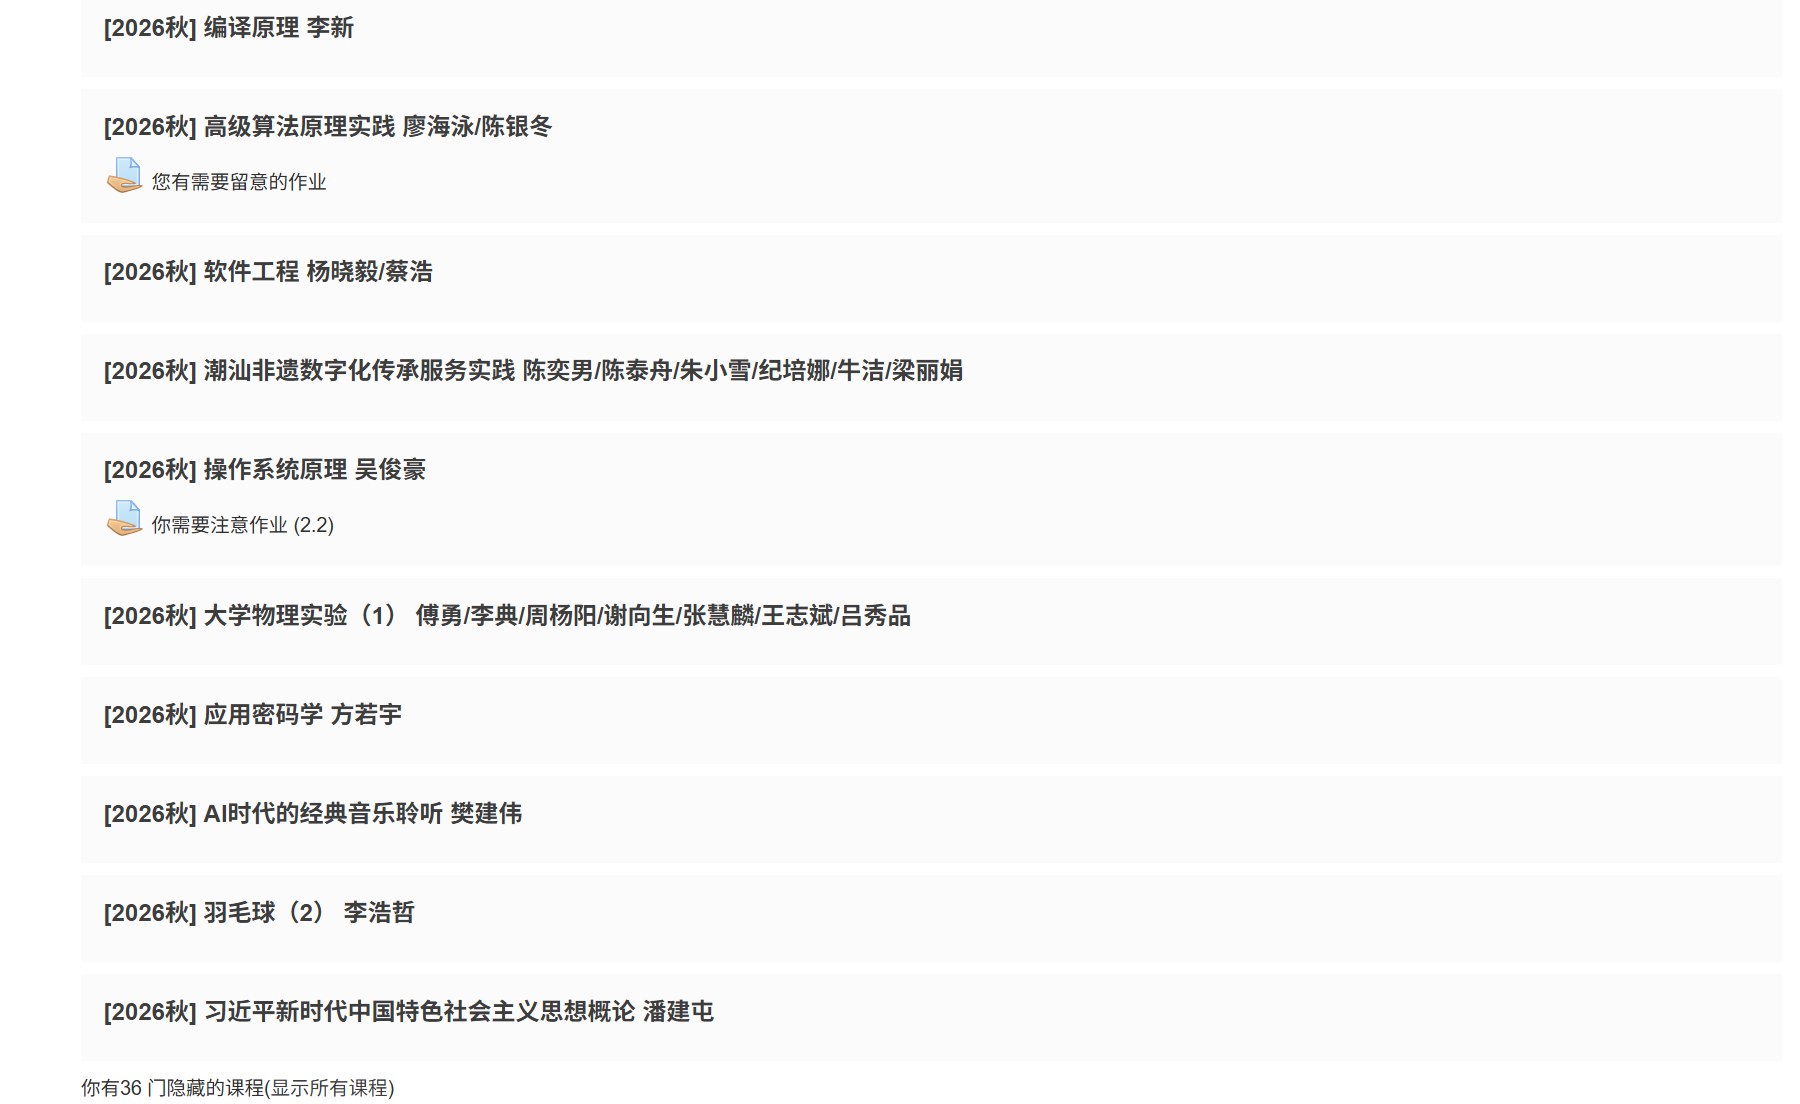 [2026秋] 编译原理 李新
[2026秋] 高级算法原理实践 廖海泳/陈银冬
您有需要留意的作业
[2026秋] 软件工程 杨晓毅/蔡浩
[2026秋] 潮汕非遗数字化传承服务实践 陈奕男/陈泰舟/朱小雪/纪培娜/牛洁/梁丽娟
[2026秋] 操作系统原理 吴俊豪
你需要注意作业 (2.2)
[2026秋] 大学物理实验（1） 傅勇/李典/周杨阳/谢向生/张慧麟/王志斌/吕秀品
[2026秋] 应用密码学 方若宇
[2026秋] AI时代的经典音乐聆听 樊建伟
[2026秋] 羽毛球（2） 李浩哲
[2026秋] 习近平新时代中国特色社会主义思想概论 潘建屯
你有36 门隐藏的课程(显示所有课程)